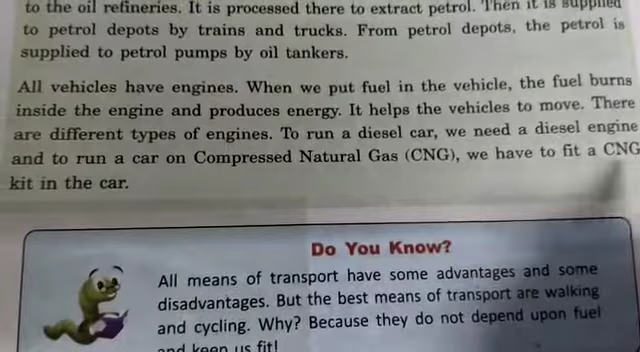 to the oil refineries. It is processed there to extract petrol. Then it is supplied
to petrol depots by trains and trucks. From petrol depots, the petrol is
supplied to petrol pumps by oil tankers.
All vehicles have engines. When we put fuel in the vehicle, the fuel burns
inside the engine and produces energy. It helps the vehicles to move. There
are different types of engines. To run a diesel car, we need a diesel engine
and to run a car on Compressed Natural Gas (CNG), we have to fit a CNG
kit in the car.
Do You Know?
All means of transport have some advantages and some
disadvantages. But the best means of transport are walking
and cycling. Why? Because they do not depend upon fuel
and keep us fit!